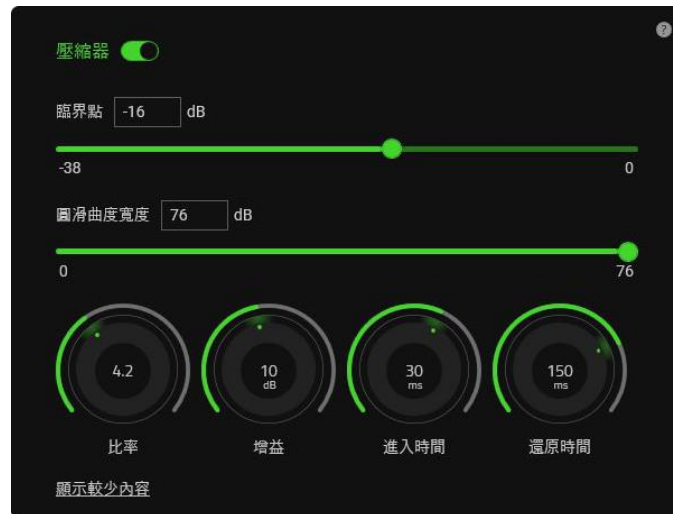 ?
壓縮器
臨界點 -16 dB
-38 0
圓滑曲度寬度 76 dB
0 76
4.2 10 dB 30 ms 150 ms
比率 增益 進入時間 還原時間
顯示較少內容